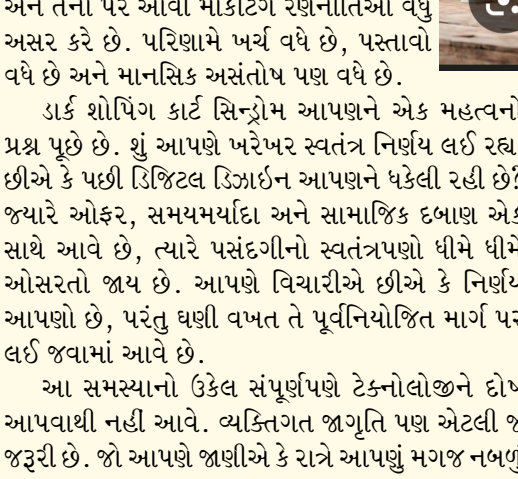 અને તેના પર આવી માર્કેટિંગ રણનીતિઓ વધુ
અસર કરે છે. પરિણામે ખર્ચ વધે છે, પસ્તાવો
વધે છે અને માનસિક અસંતોષ પણ વધે છે.
ડાર્ક શોપિંગ કાર્ટ સિન્ડ્રોમ આપણને એક મહત્વનો
પ્રશ્ન પૂછે છે. શું આપણે ખરેખર સ્વતંત્ર નિર્ણય લઈ રહ્ય
છીએ કે પછી ડિજિટલ ડિઝાઇન આપણને ધકેલી રહી છે?
જ્યારે ઓફર, સમયમર્યાદા અને સામાજિક દબાણ એક
સાથે આવે છે, ત્યારે પસંદગીનો સ્વતંત્રપણો ધીમે ધીમે
ઓસરતો જાય છે. આપણે વિચારીએ છીએ કે નિર્ણય
આપણો છે, પરંતુ ઘણી વખત તે પૂર્વનિયોજિત માર્ગ પર
લઈ જવામાં આવે છે.
આ સમસ્યાનો ઉકેલ સંપૂર્ણપણે ટેક્નોલોજીને દોષ
આપવાથી નહીં આવે. વ્યક્તિગત જાગૃતિ પણ એટલી જ
જરૂરી છે. જો આપણે જાણીએ કે રાત્રે આપણું મગજ નબળું